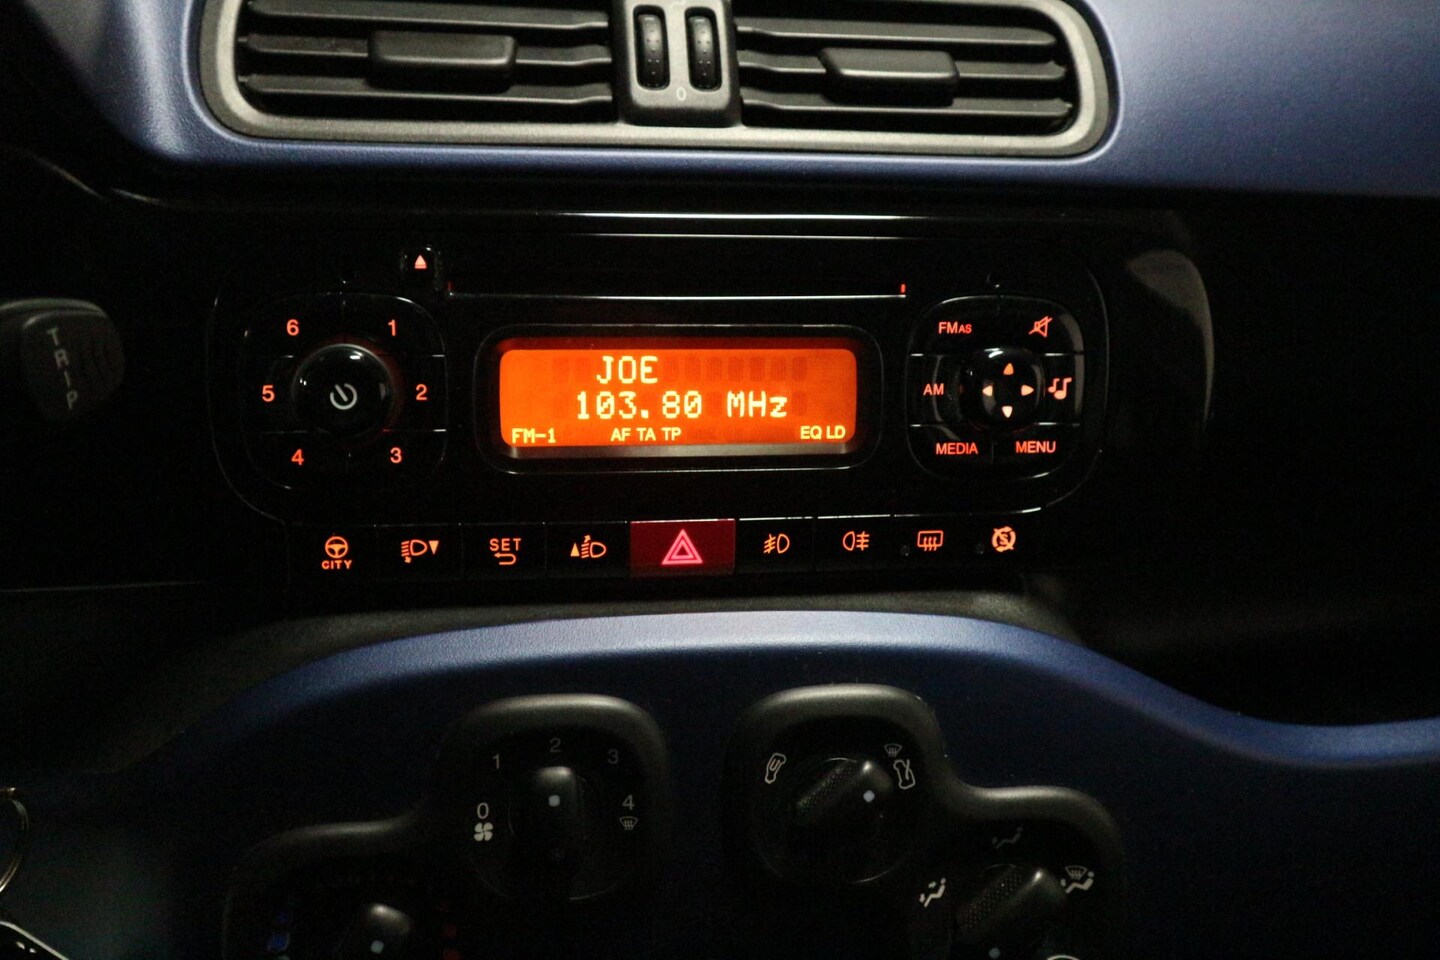 0
TRIP
6
1
5
2
4
3
JOE
103.80 MHz
FM-1 AF TA TP EQ LD
FMAS
AM
MEDIA
MENU
CITY
SET
S
0
1
2
3
4